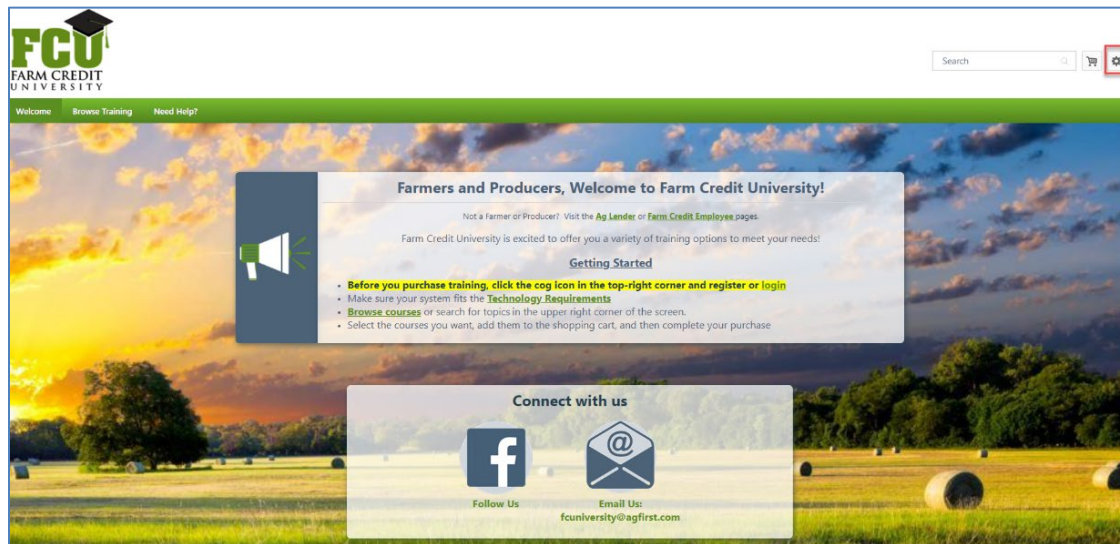 FCU
FARM CREDIT
UNIVERSITY
Search
Welcome Browse Training Need Help?
Farmers and Producers, Welcome to Farm Credit University!
Not a Farmer or Producer? Visit the Ag Lender or Farm Credit Employee pages.
Farm Credit University is excited to offer you a variety of training options to meet your needs!
Getting Started
• Before you purchase training, click the cog icon in the top-right corner and register or login
• Make sure your system fits the Technology Requirements
• Browse courses or search for topics in the upper right corner of the screen.
• Select the courses you want, add them to the shopping cart, and then complete your purchase
Connect with us
f
@
Follow Us
Email Us:
fcuniversity@agfirst.com